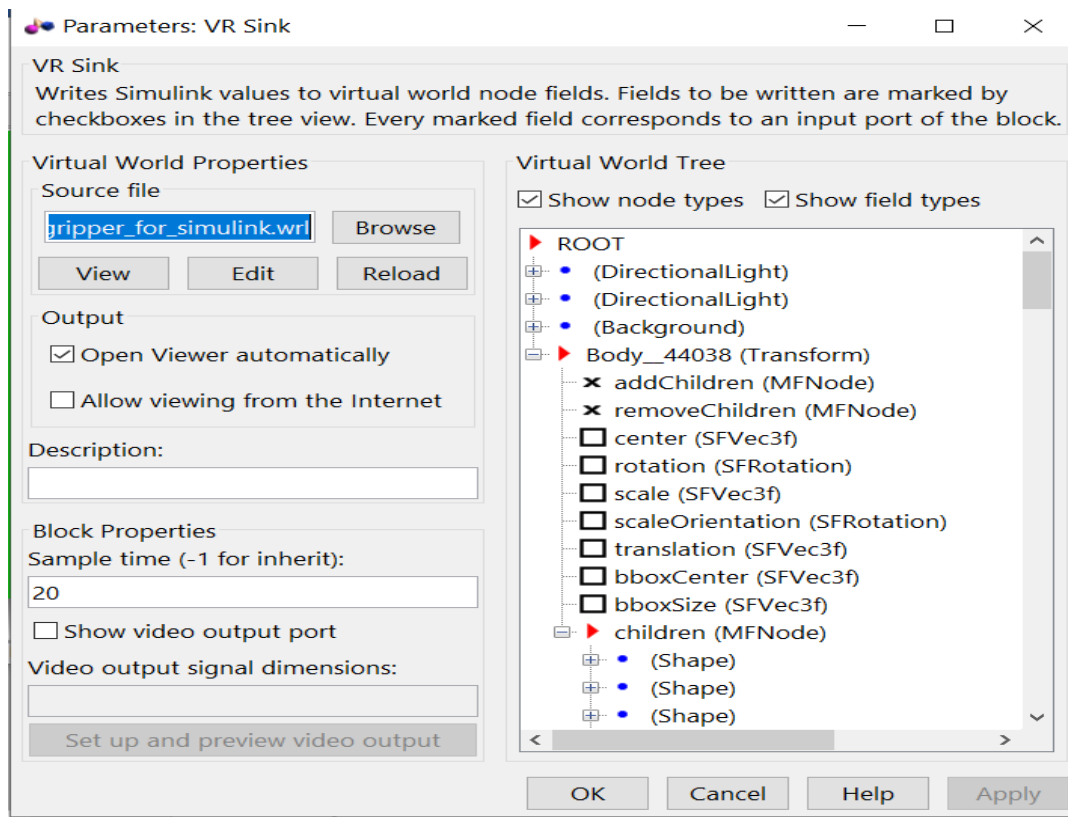 Parameters: VR Sink
VR Sink
Writes Simulink values to virtual world node fields. Fields to be written are marked by
checkboxes in the tree view. Every marked field corresponds to an input port of the block.
Virtual World Properties
Source file
gripper_for_simulink.wrl
Browse
View
Edit
Reload
Output
Open Viewer automatically
Allow viewing from the Internet
Description:
Block Properties
Sample time (-1 for inherit):
20
Show video output port
Video output signal dimensions:
Set up and preview video output
Virtual World Tree
Show node types
Show field types
ROOT
(DirectionalLight)
(DirectionalLight)
(Background)
Body__44038 (Transform)
addChildren (MFNode)
removeChildren (MFNode)
center (SFVec3f)
rotation (SFRotation)
scale (SFVec3f)
scaleOrientation (SFRotation)
translation (SFVec3f)
bboxCenter (SFVec3f)
bboxSize (SFVec3f)
children (MFNode)
(Shape)
(Shape)
(Shape)
OK
Cancel
Help
Apply